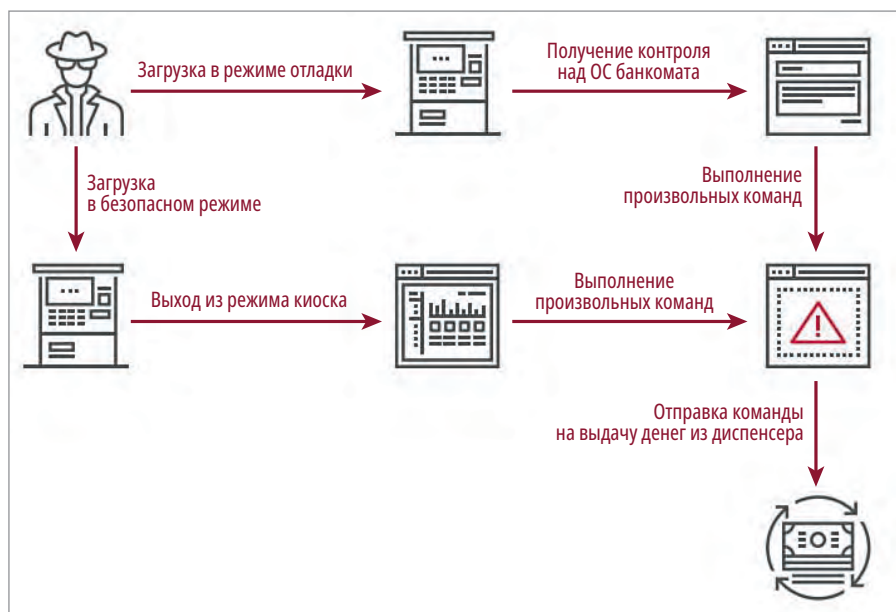 Загрузка в режиме отладки
Получение контроля
над ОС банкомата
Загрузка
в безопасном режиме
Выполнение
произвольных команд
Выход из режима киоска
Выполнение
произвольных команд
Отправка команды
на выдачу денег из диспенсера